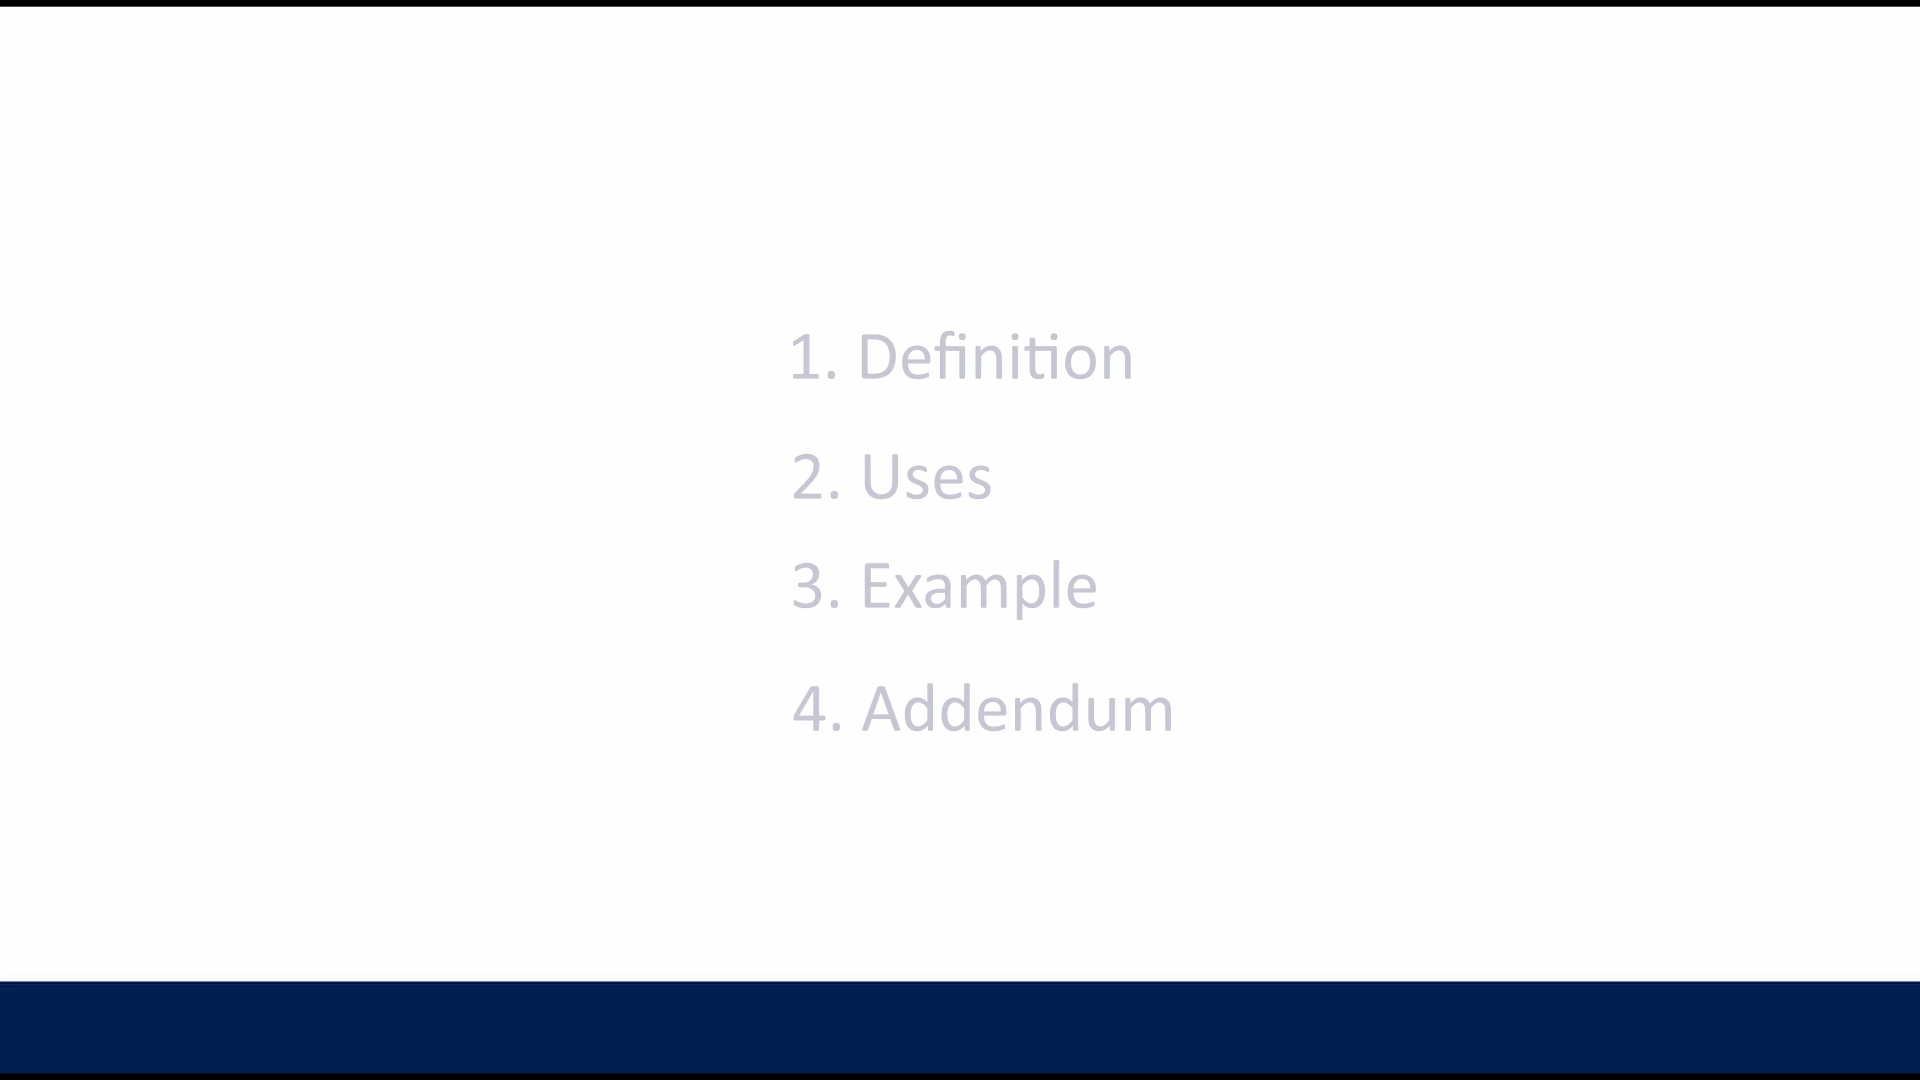 1. Definition
2. Uses
3. Example
4. Addendum